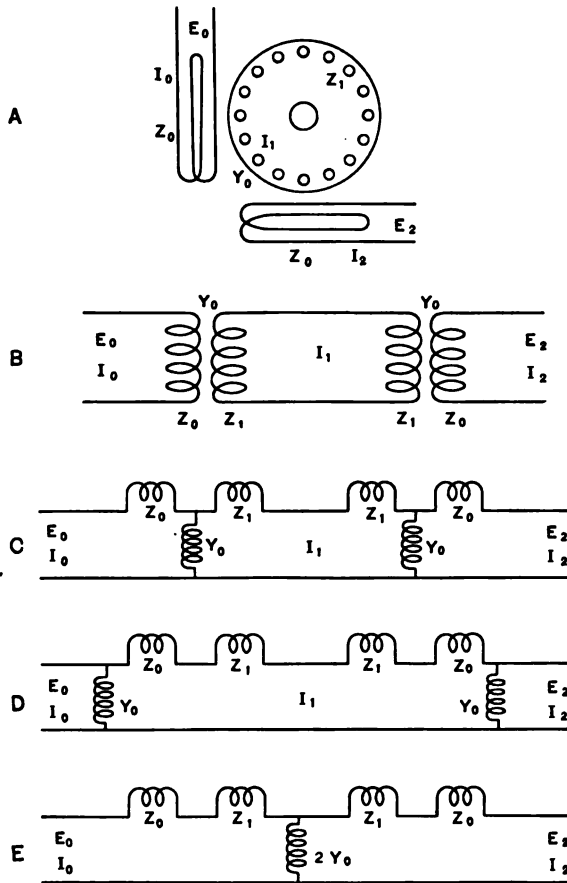 E₀
I₀
Z₁
A
Z₀
I₁
Y₀
E₂
Z₀ I₂
Y₀ Y₀
E₀ I₁ E₂
B
I₀ I₂
Z₀ Z₁ Z₁ Z₀
Z₀ Z₁ Z₁ Z₀
E₀ Y₀ I₁ Y₀ E₂
C
I₀ I₂
Z₀ Z₁ Z₁ Z₀
E₀ E₂
D I₀ Y₀ I₁ Y₀ I₂
Z₀ Z₁ Z₁ Z₀
E₀ E₂
E I₀ 2 Y₀ I₂